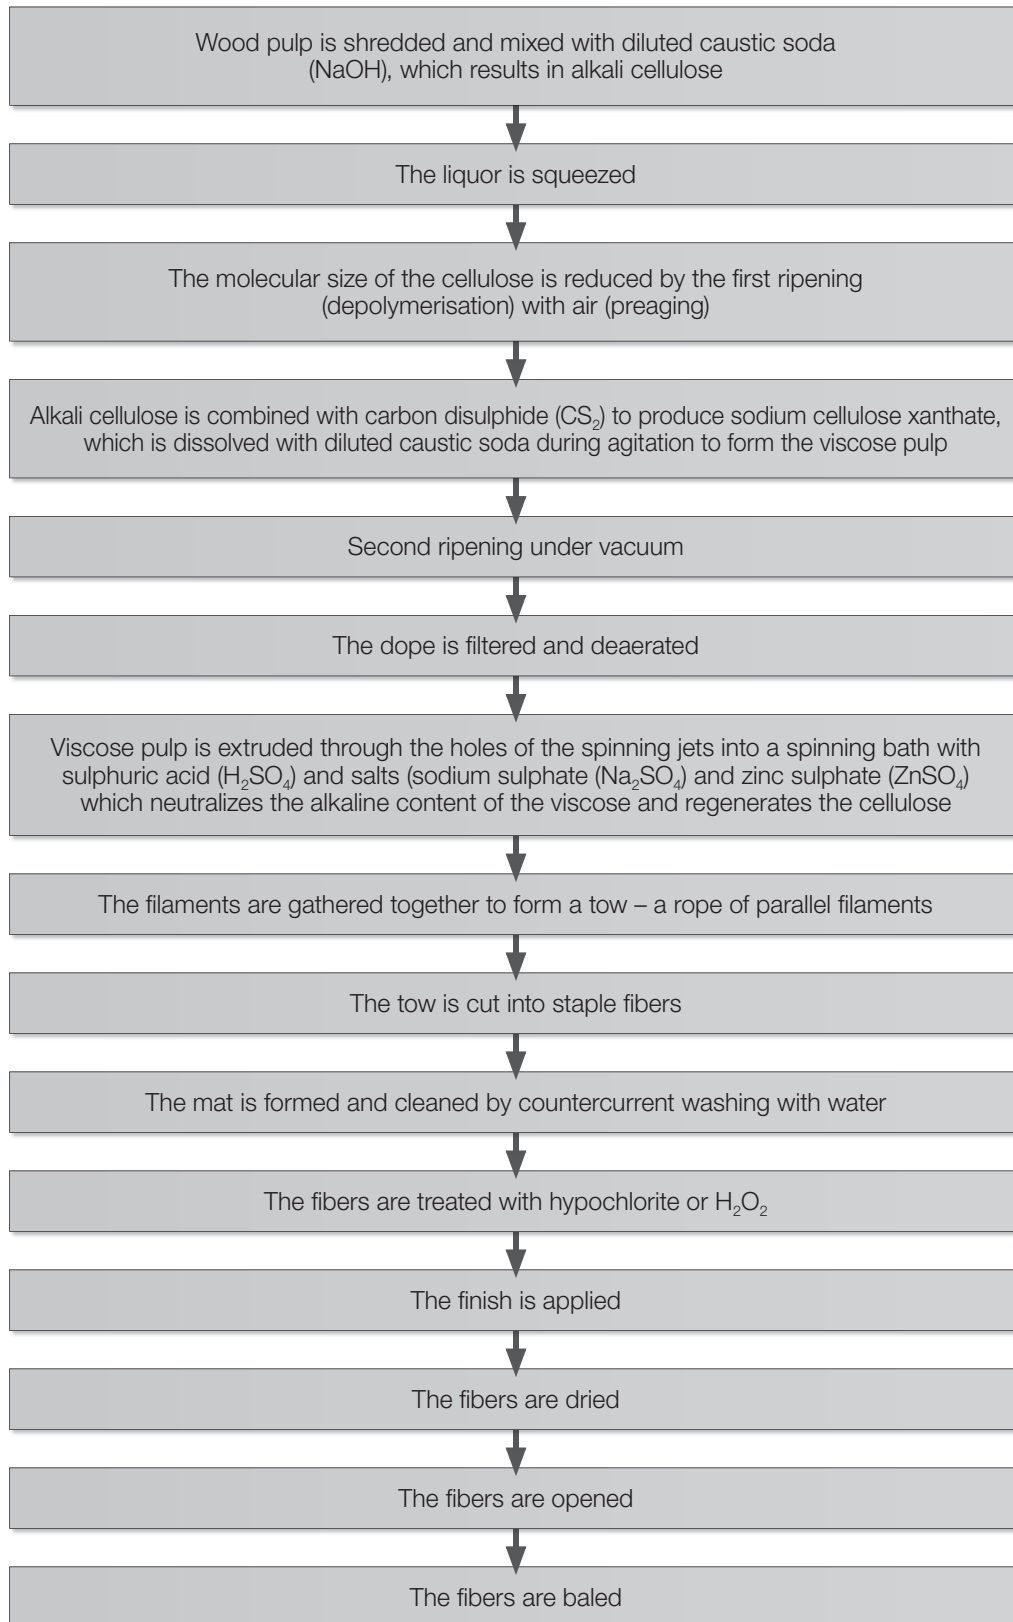 Wood pulp is shredded and mixed with diluted caustic soda
(NaOH), which results in alkali cellulose
The liquor is squeezed
The molecular size of the cellulose is reduced by the first ripening
(depolymerisation) with air (preaging)
Alkali cellulose is combined with carbon disulphide (CS₂) to produce sodium cellulose xanthate,
which is dissolved with diluted caustic soda during agitation to form the viscose pulp
Second ripening under vacuum
The dope is filtered and deaerated
Viscose pulp is extruded through the holes of the spinning jets into a spinning bath with
sulphuric acid (H₂SO₄) and salts (sodium sulphate (Na₂SO₄) and zinc sulphate (ZnSO₄)
which neutralizes the alkaline content of the viscose and regenerates the cellulose
The filaments are gathered together to form a tow – a rope of parallel filaments
The tow is cut into staple fibers
The mat is formed and cleaned by countercurrent washing with water
The fibers are treated with hypochlorite or H₂O₂
The finish is applied
The fibers are dried
The fibers are opened
The fibers are baled